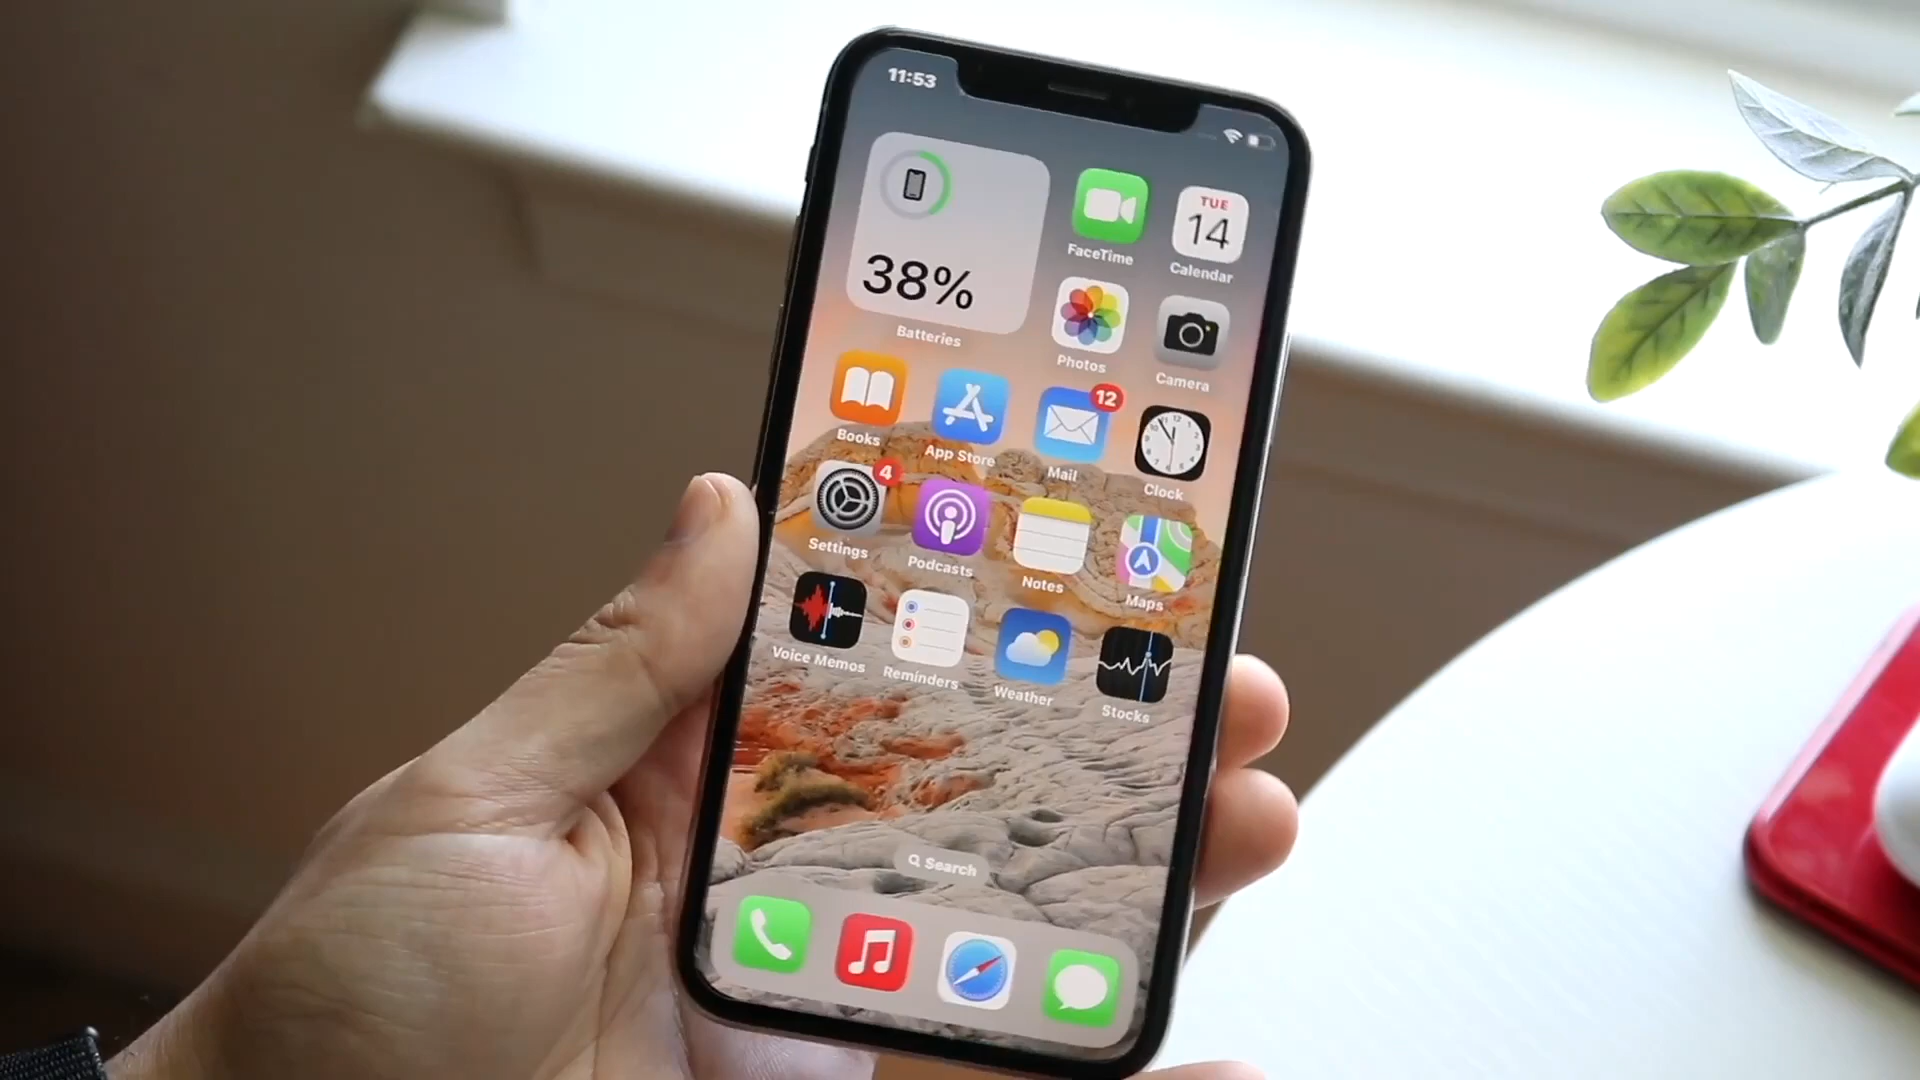 11:53
38%
Batteries
FaceTime
TUE
14
Calendar
Photos
Camera
Books
App Store
12
Mail
Clock
4
Settings
Podcasts
Notes
Maps
Voice Memos
Reminders
Weather
Stocks
Search